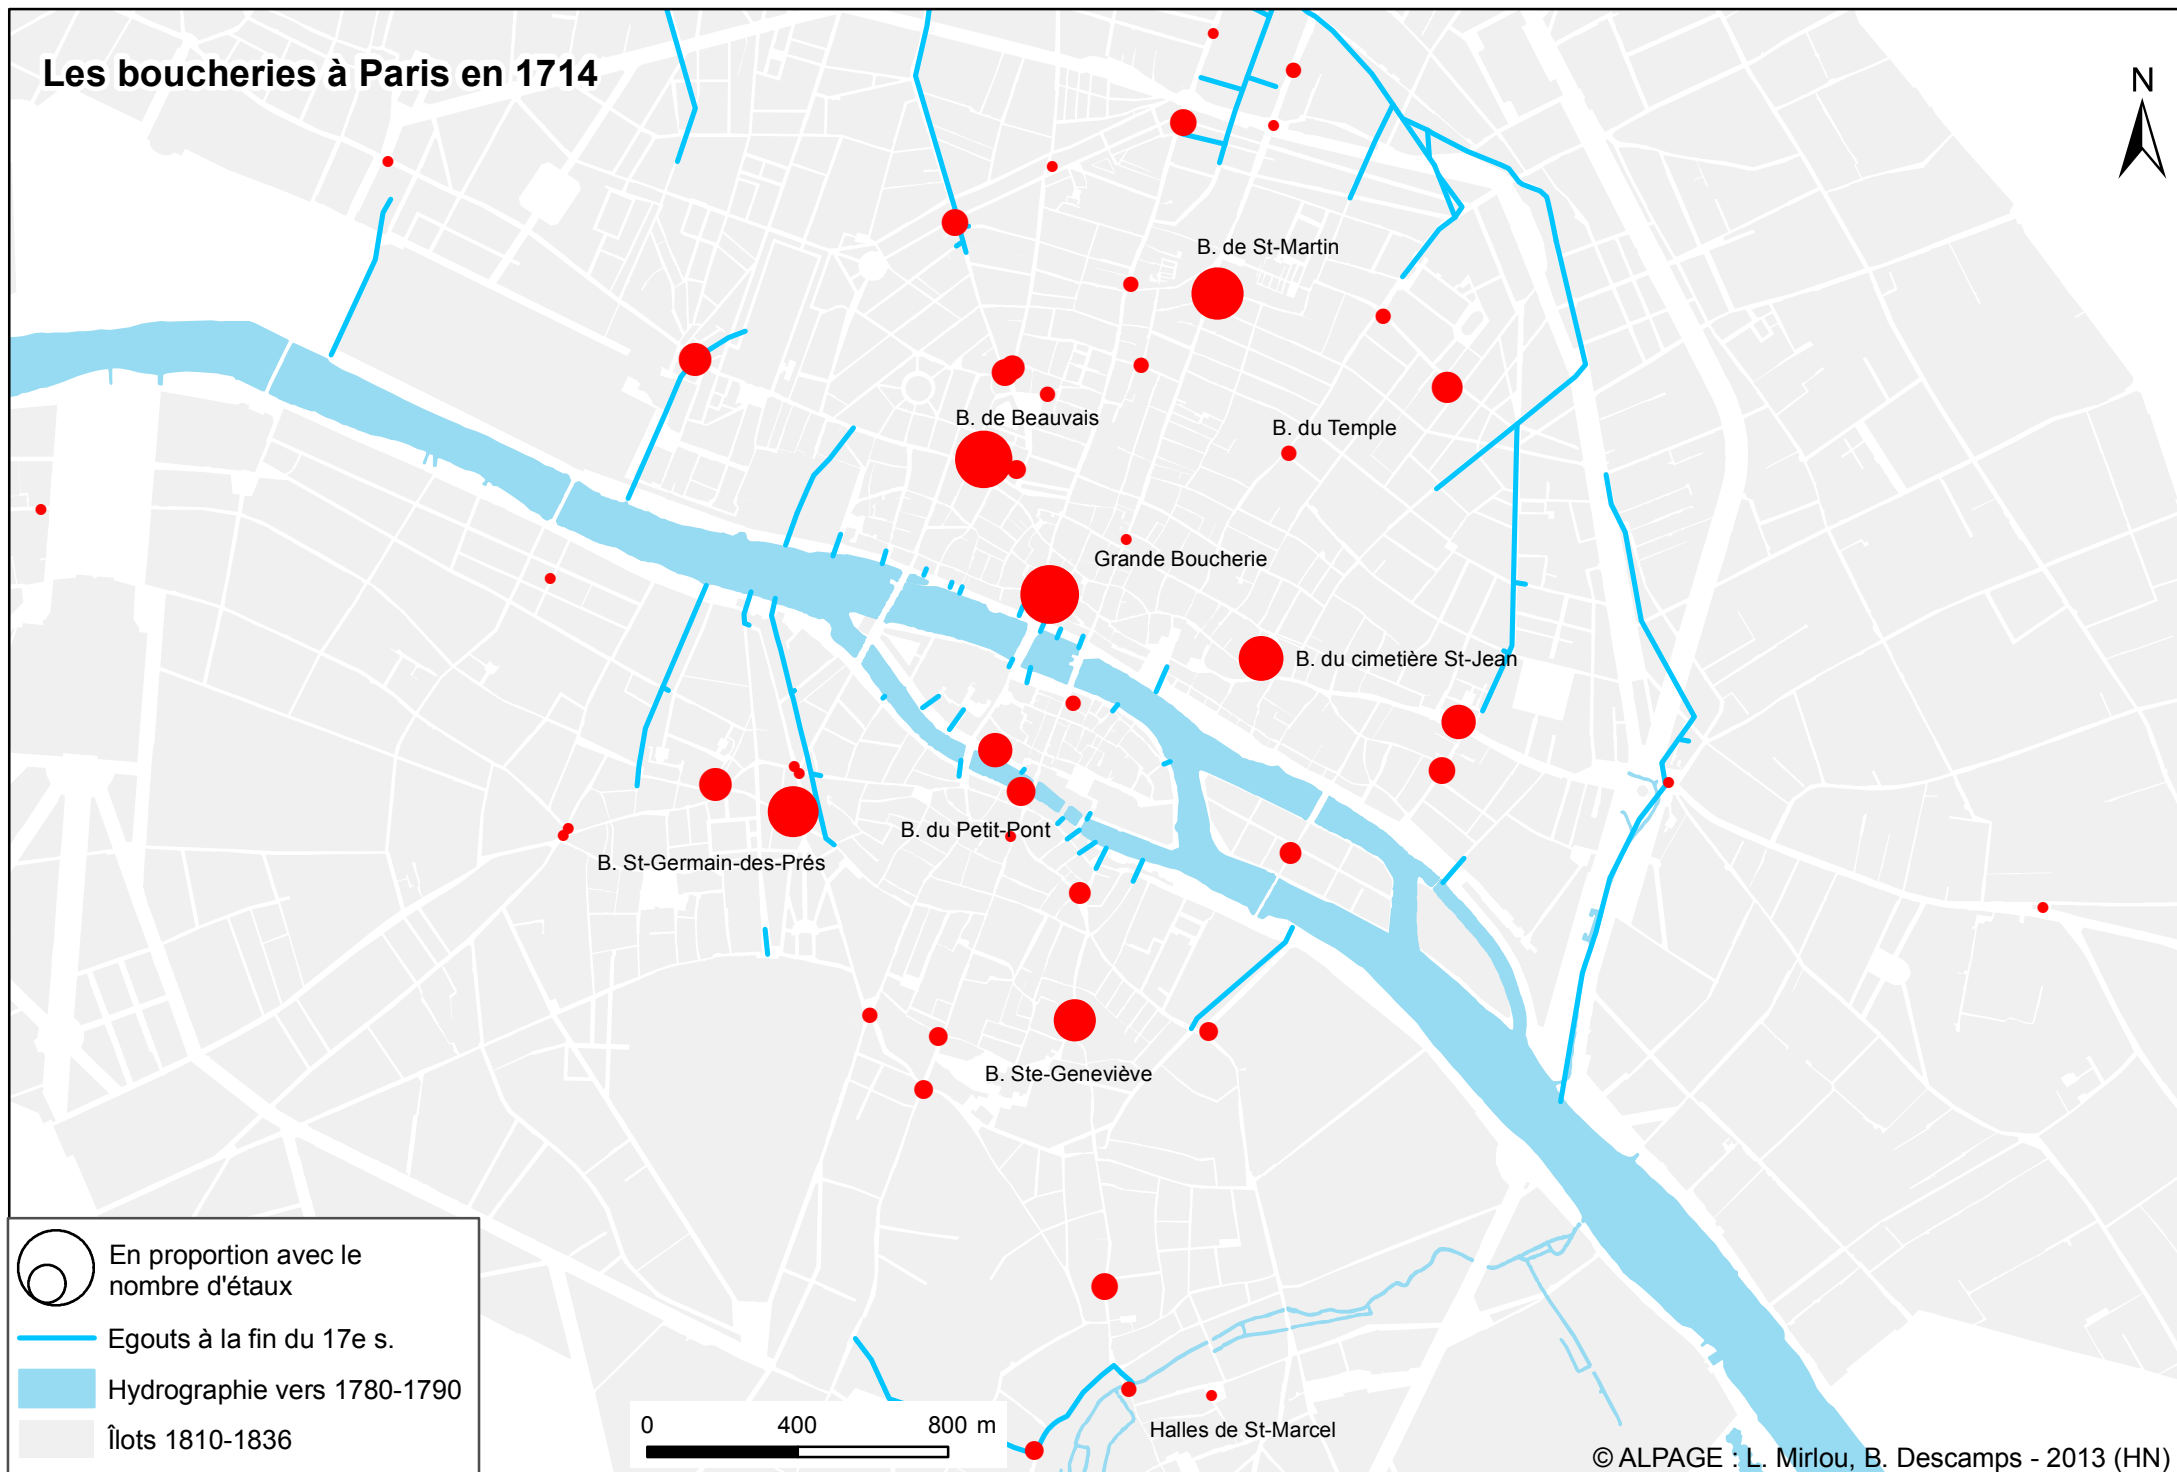 Les boucheries à Paris en 1714
N
B. de St-Martin
B. de Beauvais
B. du Temple
Grande Boucherie
B. du cimetière St-Jean
B. du Petit-Pont
B. St-Germain-des-Prés
B. Ste-Geneviève
Halles de St-Marcel
En proportion avec le
nombre d'étaux
Egouts à la fin du 17e s.
Hydrographie vers 1780-1790
Îlots 1810-1836
0 400 800 m
© ALPAGE : L. Mirlou, B. Descamps - 2013 (HN)